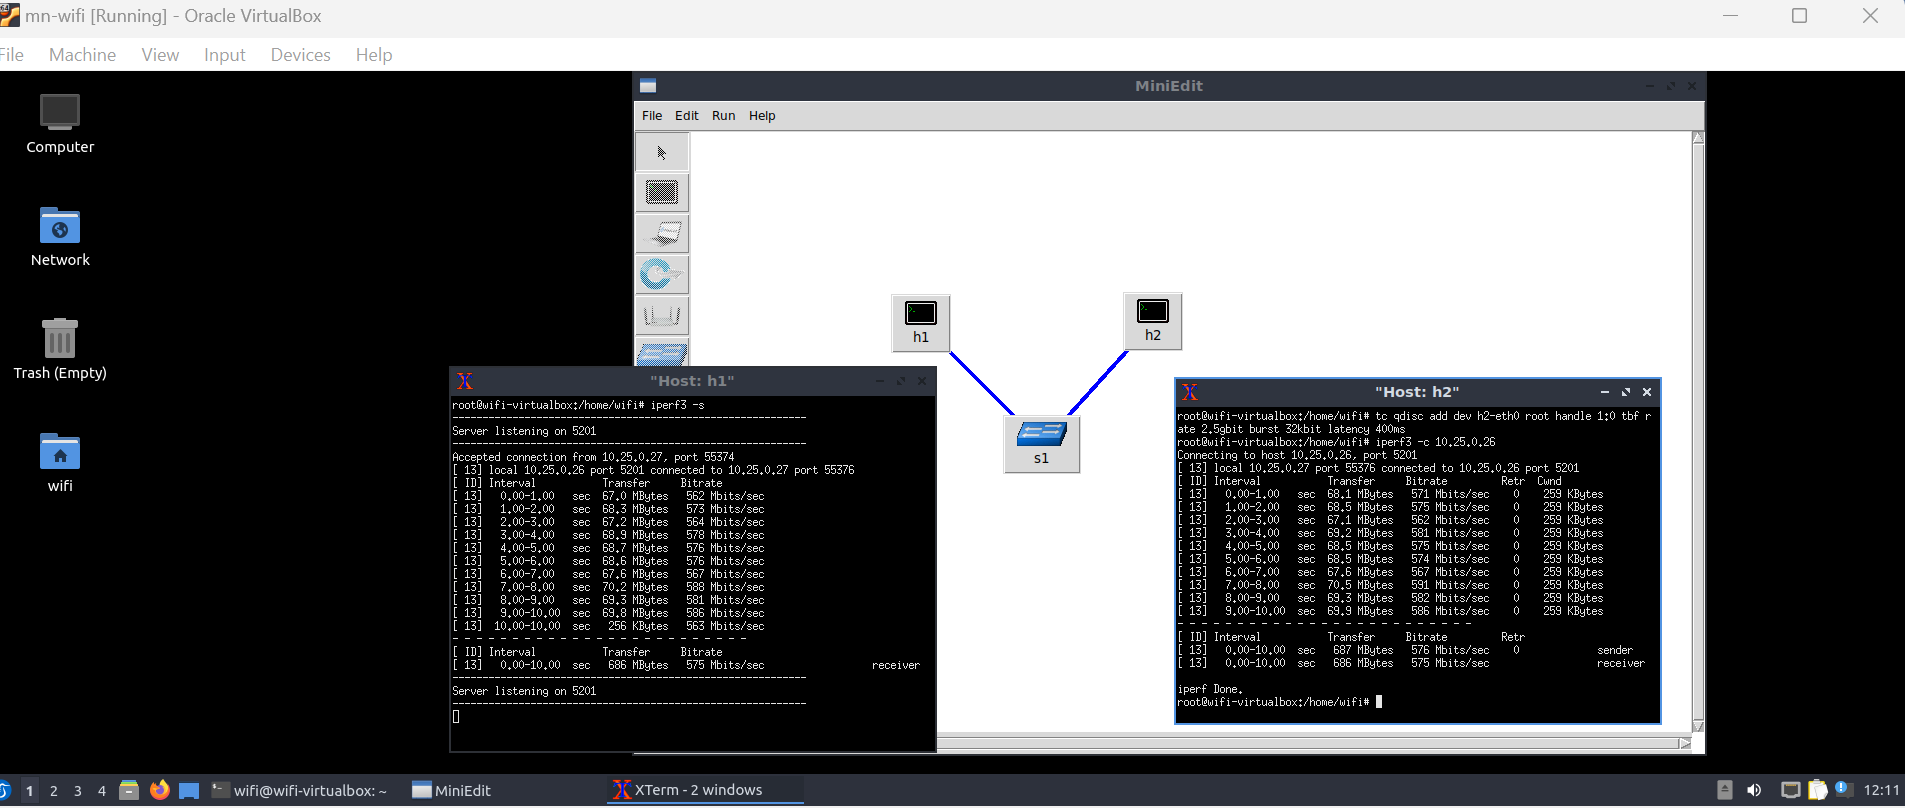 mn-wifi [Running] - Oracle VirtualBox
File Machine View Input Devices Help
Computer
Network
Trash (Empty)
wifi
MiniEdit
File Edit Run Help
h1
h2
s1
"Host: h1"
root@wifi-virtualbox:/home/wifi# iperf3 -s
-----------------------------------------------------------
Server listening on 5201
-----------------------------------------------------------
Accepted connection from 10.25.0.27, port 55374
[ 13] local 10.25.0.26 port 5201 connected to 10.25.0.27 port 55376
[ ID] Interval Transfer Bitrate
[ 13] 0.00-1.00 sec 67.0 MBytes 562 Mbits/sec
[ 13] 1.00-2.00 sec 68.3 MBytes 573 Mbits/sec
[ 13] 2.00-3.00 sec 67.2 MBytes 564 Mbits/sec
[ 13] 3.00-4.00 sec 68.9 MBytes 578 Mbits/sec
[ 13] 4.00-5.00 sec 68.7 MBytes 576 Mbits/sec
[ 13] 5.00-6.00 sec 68.6 MBytes 576 Mbits/sec
[ 13] 6.00-7.00 sec 67.6 MBytes 567 Mbits/sec
[ 13] 7.00-8.00 sec 70.2 MBytes 588 Mbits/sec
[ 13] 8.00-9.00 sec 69.3 MBytes 581 Mbits/sec
[ 13] 9.00-10.00 sec 69.8 MBytes 586 Mbits/sec
[ 13] 10.00-10.00 sec 256 KBytes 563 Mbits/sec
- - - - - - - - - - - - - - - - - - - - - - - - -
[ ID] Interval Transfer Bitrate
[ 13] 0.00-10.00 sec 686 MBytes 575 Mbits/sec receiver
-----------------------------------------------------------
Server listening on 5201
-----------------------------------------------------------
"Host: h2"
root@wifi-virtualbox:/home/wifi# tc qdisc add dev h2-eth0 root handle 1:0 tbf r
ate 2.5gbit burst 32kbit latency 400ms
root@wifi-virtualbox:/home/wifi# iperf3 -c 10.25.0.26
Connecting to host 10.25.0.26, port 5201
[ 13] local 10.25.0.27 port 55376 connected to 10.25.0.26 port 5201
[ ID] Interval Transfer Bitrate Retr Cwnd
[ 13] 0.00-1.00 sec 68.1 MBytes 571 Mbits/sec 0 259 KBytes
[ 13] 1.00-2.00 sec 68.5 MBytes 575 Mbits/sec 0 259 KBytes
[ 13] 2.00-3.00 sec 67.1 MBytes 562 Mbits/sec 0 259 KBytes
[ 13] 3.00-4.00 sec 69.2 MBytes 581 Mbits/sec 0 259 KBytes
[ 13] 4.00-5.00 sec 68.5 MBytes 575 Mbits/sec 0 259 KBytes
[ 13] 5.00-6.00 sec 68.5 MBytes 574 Mbits/sec 0 259 KBytes
[ 13] 6.00-7.00 sec 67.6 MBytes 567 Mbits/sec 0 259 KBytes
[ 13] 7.00-8.00 sec 70.5 MBytes 591 Mbits/sec 0 259 KBytes
[ 13] 8.00-9.00 sec 69.3 MBytes 582 Mbits/sec 0 259 KBytes
[ 13] 9.00-10.00 sec 69.9 MBytes 586 Mbits/sec 0 259 KBytes
- - - - - - - - - - - - - - - - - - - - - - - - -
[ ID] Interval Transfer Bitrate Retr
[ 13] 0.00-10.00 sec 687 MBytes 576 Mbits/sec 0 sender
[ 13] 0.00-10.00 sec 686 MBytes 575 Mbits/sec receiver
iperf Done.
root@wifi-virtualbox:/home/wifi#
1 2 3 4 wifi@wifi-virtualbox: ~ MiniEdit XTerm - 2 windows 12:11